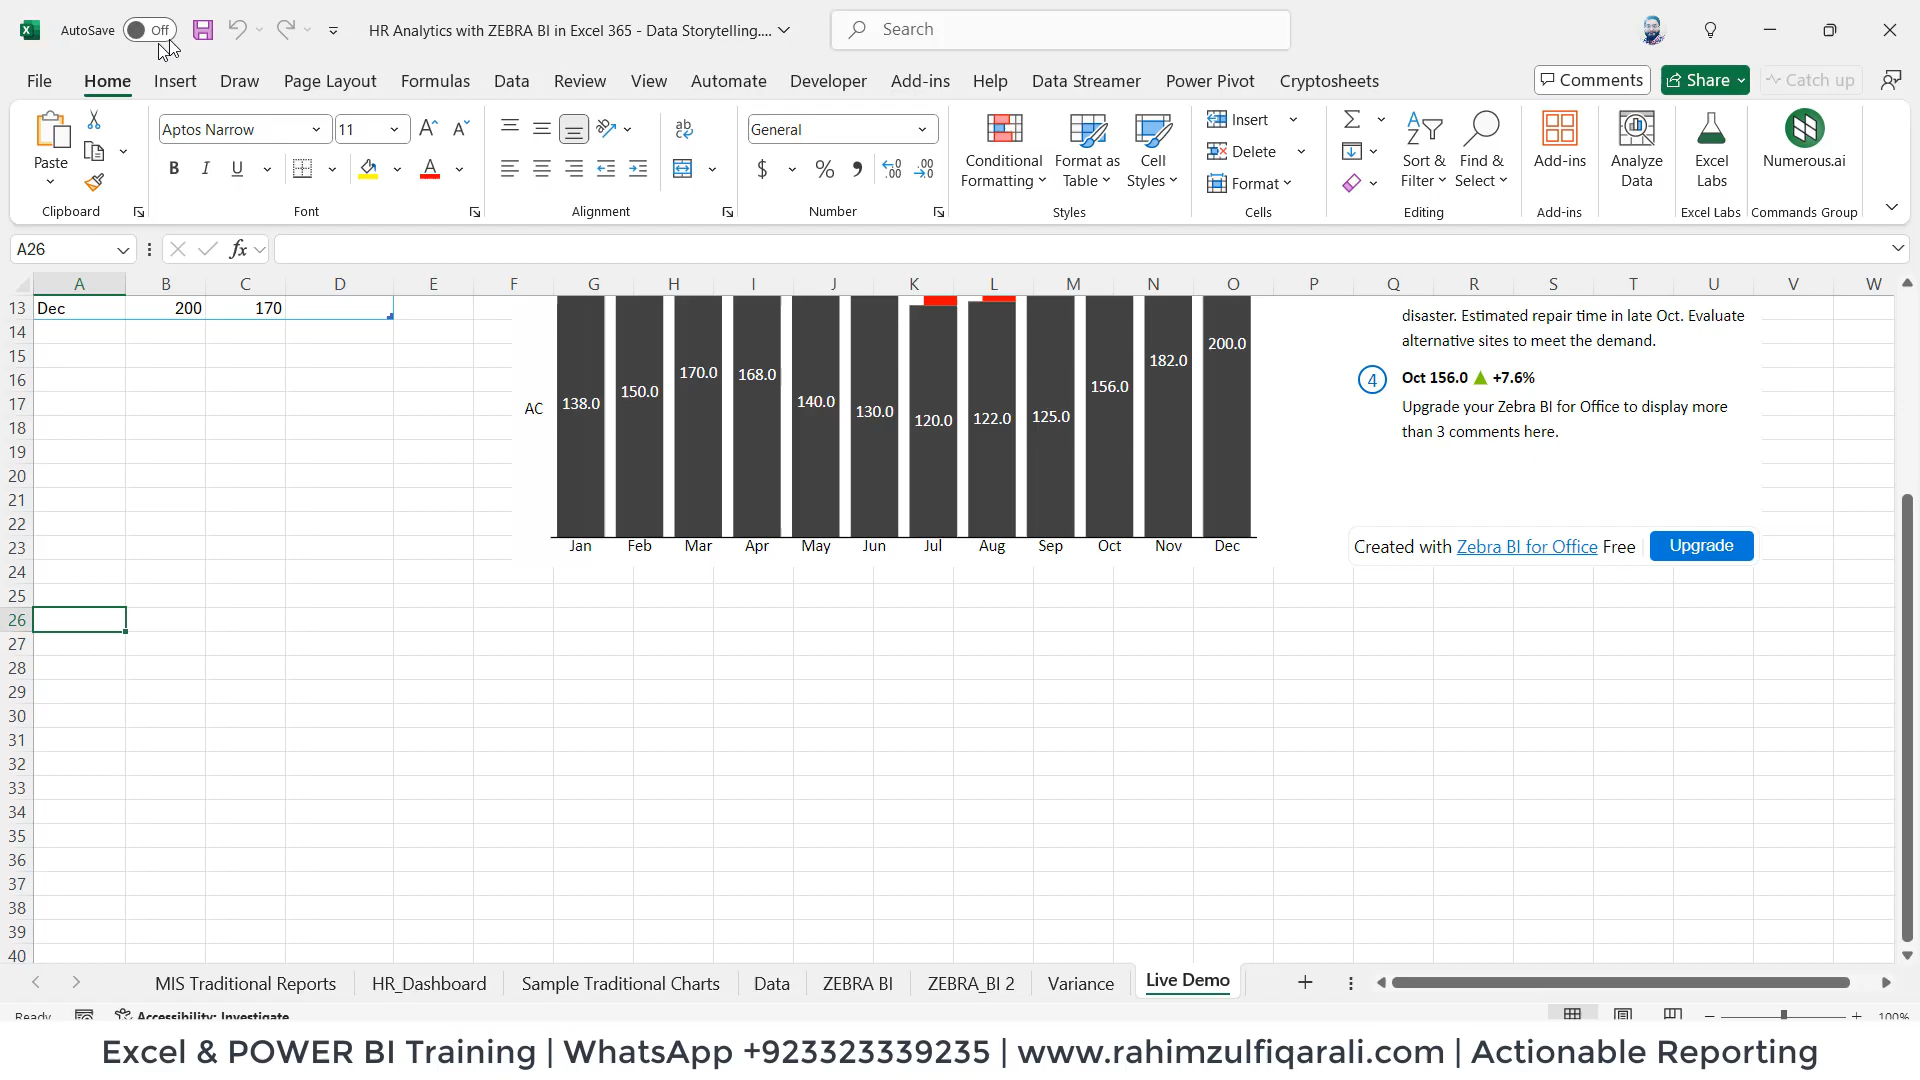 AutoSave Off HR Analytics with ZEBRA BI in Excel 365 - Data Storytelling.... Search
File Home Insert Draw Page Layout Formulas Data Review View Automate Developer Add-ins Help Data Streamer Power Pivot Cryptosheets Comments Share Catch up
Paste
Aptos Narrow 11
B I U
ab
General
$ % 9
Conditional Formatting
Format as Table
Cell Styles
Insert
Delete
Format
Sort & Filter
Find & Select
Add-ins
Analyze Data
Excel Labs
Numerous.ai
Clipboard Font Alignment Number Styles Cells Editing Add-ins Excel Labs Commands Group
A26 fx
A B C D E F G H I J K L M N O P Q R S T U V W
13 Dec 200 170
14
15
16
17
18
19
20
21
22
23
24
25
26
27
28
29
30
31
32
33
34
35
36
37
38
39
40
AC 138.0 150.0 170.0 168.0 140.0 130.0 120.0 122.0 125.0 156.0 182.0 200.0
Jan Feb Mar Apr May Jun Jul Aug Sep Oct Nov Dec
disaster. Estimated repair time in late Oct. Evaluate
alternative sites to meet the demand.
4 Oct 156.0 ▲ +7.6%
Upgrade your Zebra BI for Office to display more
than 3 comments here.
Created with Zebra BI for Office Free Upgrade
MIS Traditional Reports HR_Dashboard Sample Traditional Charts Data ZEBRA BI ZEBRA_BI 2 Variance Live Demo
Ready Accessibility: Investigate 100%
Excel & POWER BI Training | WhatsApp +923323339235 | www.rahimzulfiqarali.com | Actionable Reporting